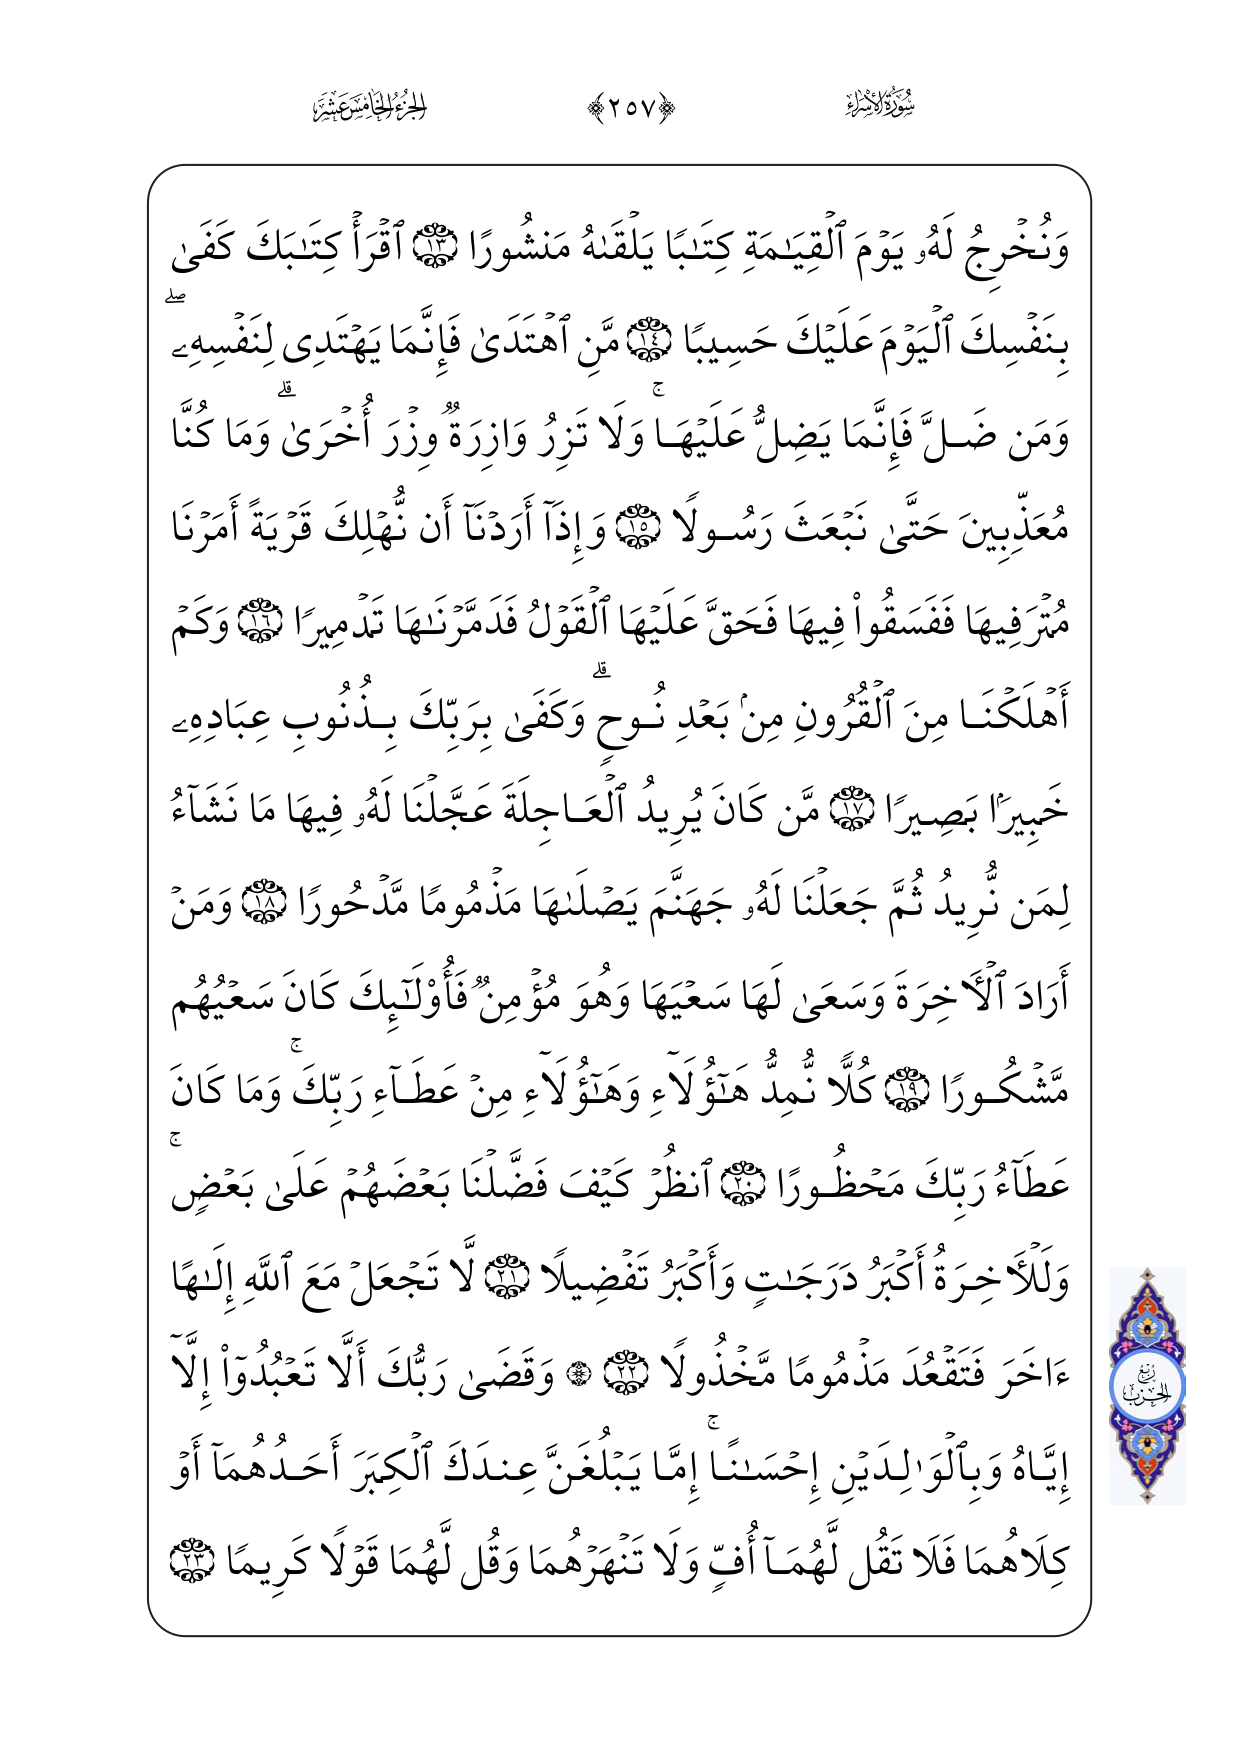 سُورَةُ الإِسْرَاءِ ﴿٢٥٧﴾ الجُزْءُ الخَامِسَ عَشَرَ
وَنُخۡرِجُ لَهُۥ يَوۡمَ ٱلۡقِيَـٰمَةِ كِتَـٰبٗا يَلۡقَىٰهُ مَنشُورًا ١٣ ٱقۡرَأۡ كِتَـٰبَكَ كَفَىٰ
بِنَفۡسِكَ ٱلۡيَوۡمَ عَلَيۡكَ حَسِيبٗا ١٤ مَّنِ ٱهۡتَدَىٰ فَإِنَّمَا يَهۡتَدِى لِنَفۡسِهِۦۖ
وَمَن ضَلَّ فَإِنَّمَا يَضِلُّ عَلَيۡهَاۚ وَلَا تَزِرُ وَازِرَةٞ وِزۡرَ أُخۡرَىٰۗ وَمَا كُنَّا
مُعَذِّبِينَ حَتَّىٰ نَبۡعَثَ رَسُولٗا ١٥ وَإِذَآ أَرَدۡنَآ أَن نُّهۡلِكَ قَرۡيَةً أَمَرۡنَا
مُتۡرَفِيهَا فَفَسَقُواْ فِيهَا فَحَقَّ عَلَيۡهَا ٱلۡقَوۡلُ فَدَمَّرۡنَـٰهَا تَدۡمِيرٗا ١٦ وَكَمۡ
أَهۡلَكۡنَا مِنَ ٱلۡقُرُونِ مِنۢ بَعۡدِ نُوحٖۗ وَكَفَىٰ بِرَبِّكَ بِذُنُوبِ عِبَادِهِۦ
خَبِيرَۢا بَصِيرٗا ١٧ مَّن كَانَ يُرِيدُ ٱلۡعَاجِلَةَ عَجَّلۡنَا لَهُۥ فِيهَا مَا نَشَآءُ
لِمَن نُّرِيدُ ثُمَّ جَعَلۡنَا لَهُۥ جَهَنَّمَ يَصۡلَىٰهَا مَذۡمُومٗا مَّدۡحُورٗا ١٨ وَمَنۡ
أَرَادَ ٱلۡأَخِرَةَ وَسَعَىٰ لَهَا سَعۡيَهَا وَهُوَ مُؤۡمِنٞ فَأُوْلَـٰٓئِكَ كَانَ سَعۡيُهُم
مَّشۡكُورٗا ١٩ كُلّٗا نُّمِدُّ هَـٰٓؤُلَآءِ وَهَـٰٓؤُلَآءِ مِنۡ عَطَآءِ رَبِّكَۚ وَمَا كَانَ
عَطَآءُ رَبِّكَ مَحۡظُورًا ٢٠ ٱنظُرۡ كَيۡفَ فَضَّلۡنَا بَعۡضَهُمۡ عَلَىٰ بَعۡضٖۚ
وَلَلۡأَخِرَةُ أَكۡبَرُ دَرَجَـٰتٖ وَأَكۡبَرُ تَفۡضِيلٗا ٢١ لَّا تَجۡعَلۡ مَعَ ٱللَّهِ إِلَـٰهًا
ءَاخَرَ فَتَقۡعُدَ مَذۡمُومٗا مَّخۡذُولٗا ٢٢ ۞ وَقَضَىٰ رَبُّكَ أَلَّا تَعۡبُدُوٓاْ إِلَّآ
إِيَّاهُ وَبِٱلۡوَٰلِدَيۡنِ إِحۡسَـٰنًاۚ إِمَّا يَبۡلُغَنَّ عِندَكَ ٱلۡكِبَرَ أَحَدُهُمَآ أَوۡ
كِلَاهُمَا فَلَا تَقُل لَّهُمَآ أُفّٖ وَلَا تَنۡهَرۡهُمَا وَقُل لَّهُمَا قَوۡلٗا كَرِيمٗا ٢٣
رُبْعُ
الحِزْبِ